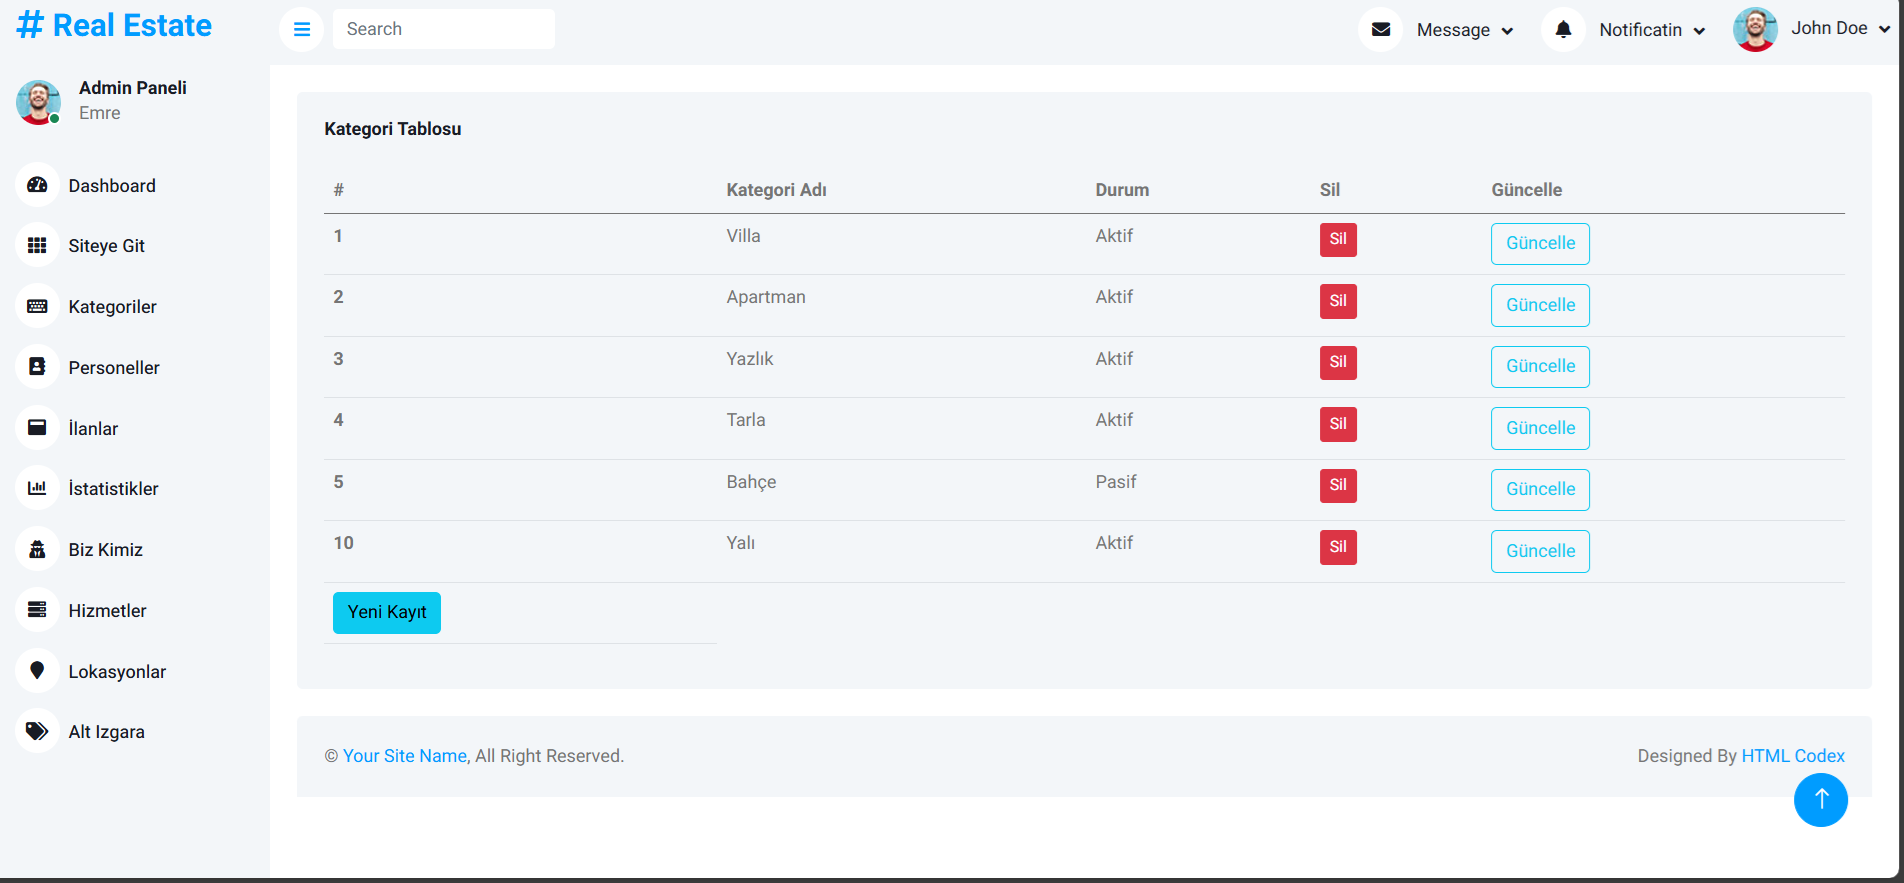 # Real Estate
Search
Message
Notificatin
John Doe
Admin Paneli
Emre
Dashboard
Siteye Git
Kategoriler
Personeller
İlanlar
İstatistikler
Biz Kimiz
Hizmetler
Lokasyonlar
Alt Izgara
Kategori Tablosu
# Kategori Adı Durum Sil Güncelle
1 Villa Aktif Sil Güncelle
2 Apartman Aktif Sil Güncelle
3 Yazlık Aktif Sil Güncelle
4 Tarla Aktif Sil Güncelle
5 Bahçe Pasif Sil Güncelle
10 Yalı Aktif Sil Güncelle
Yeni Kayıt
© Your Site Name, All Right Reserved.
Designed By HTML Codex